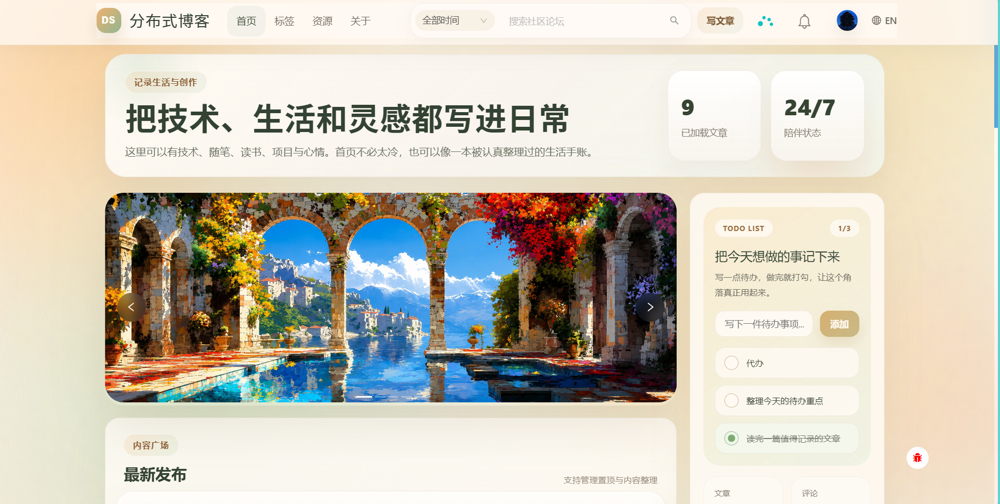 DS 分布式博客 首页 标签 资源 关于 全部时间 搜索社区论坛 写文章 EN
记录生活与创作
把技术、生活和灵感都写进日常
这里可以有技术、随笔、读书、项目与心情。首页不必太冷，也可以像一本被认真整理过的生活手账。
9
已加载文章
24/7
陪伴状态
TODO LIST 1/3
把今天想做的事记下来
写一点待办，做完就打勾，让这个角
落真正用起来。
写下一件待办事项... 添加
代办
整理今天的待办重点
读完一篇值得记录的文章
内容广场
最新发布
支持管理置顶与内容整理
文章 评论